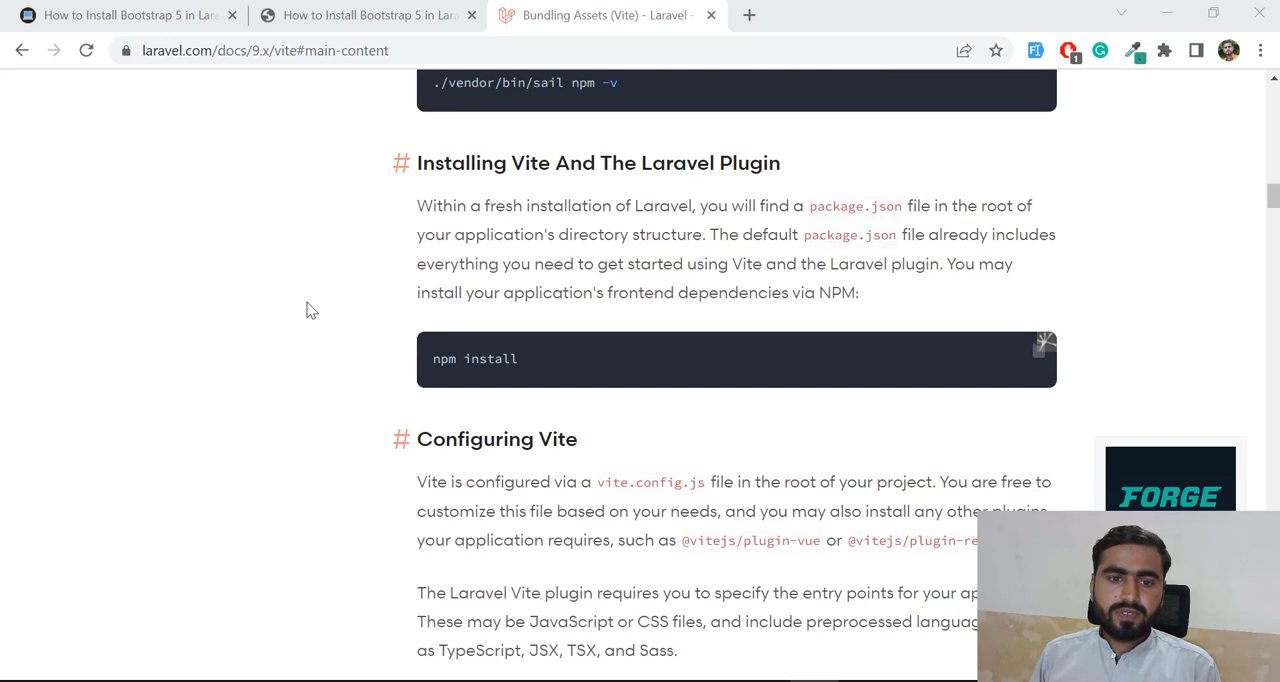 How to Install Bootstrap 5 in Lara
How to Install Bootstrap 5 in Lara
Bundling Assets (Vite) - Laravel -
laravel.com/docs/9.x/vite#main-content
1
./vendor/bin/sail npm -v
# Installing Vite And The Laravel Plugin
Within a fresh installation of Laravel, you will find a package.json file in the root of
your application's directory structure. The default package.json file already includes
everything you need to get started using Vite and the Laravel plugin. You may
install your application's frontend dependencies via NPM:
npm install
# Configuring Vite
Vite is configured via a vite.config.js file in the root of your project. You are free to
customize this file based on your needs, and you may also install any other plugins
your application requires, such as @vitejs/plugin-vue or @vitejs/plugin-re
The Laravel Vite plugin requires you to specify the entry points for your ap
These may be JavaScript or CSS files, and include preprocessed languag
as TypeScript, JSX, TSX, and Sass.
FORGE